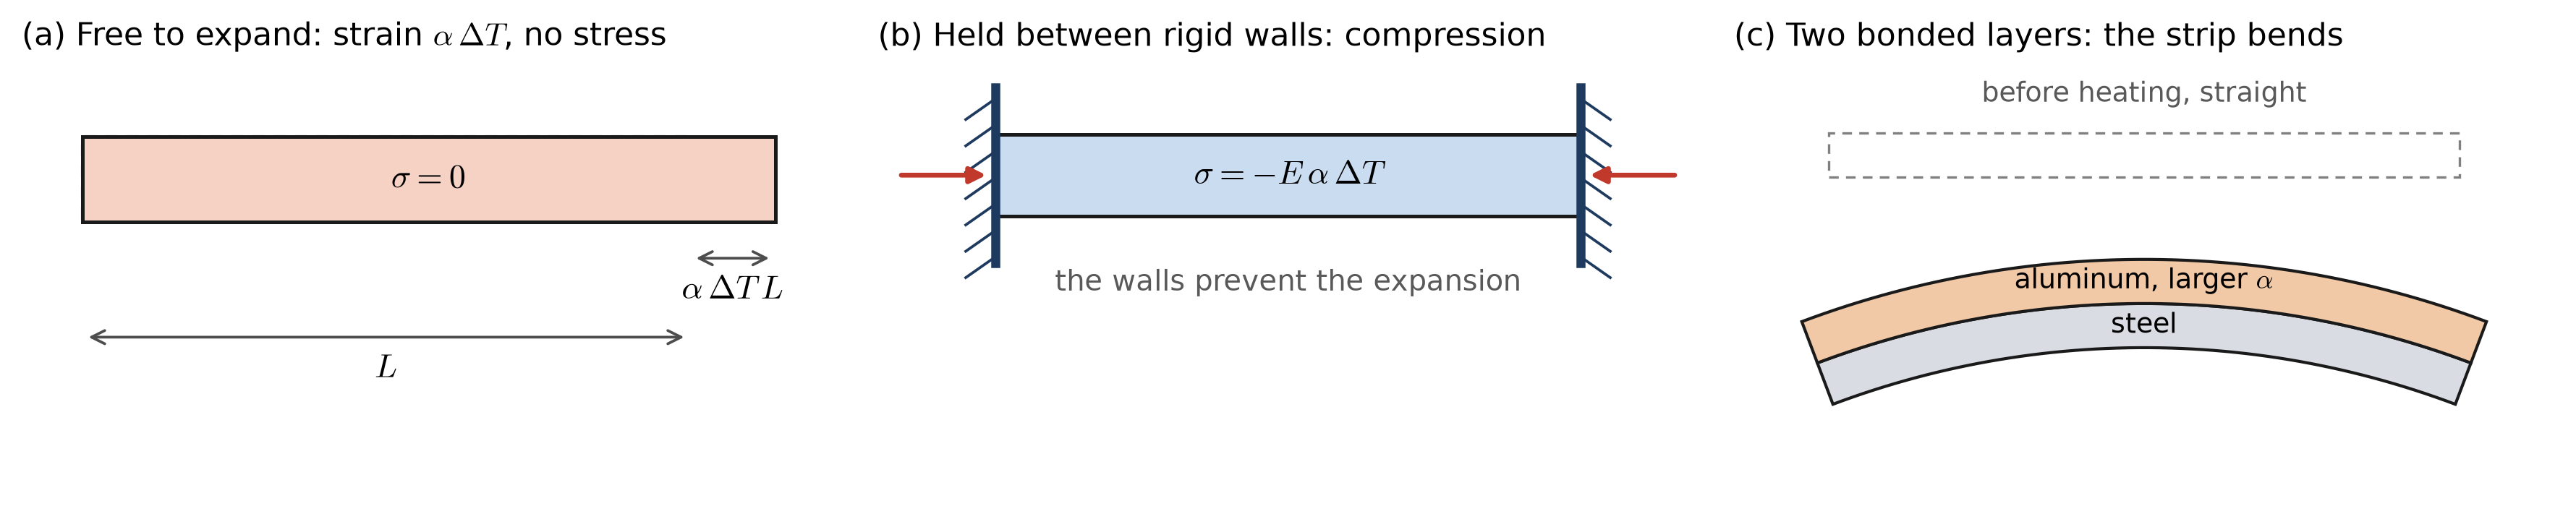 (a) Free to expand: strain α ΔT, no stress
σ = 0
α ΔT L
L
(b) Held between rigid walls: compression
σ = −E α ΔT
the walls prevent the expansion
(c) Two bonded layers: the strip bends
before heating, straight
aluminum, larger α
steel